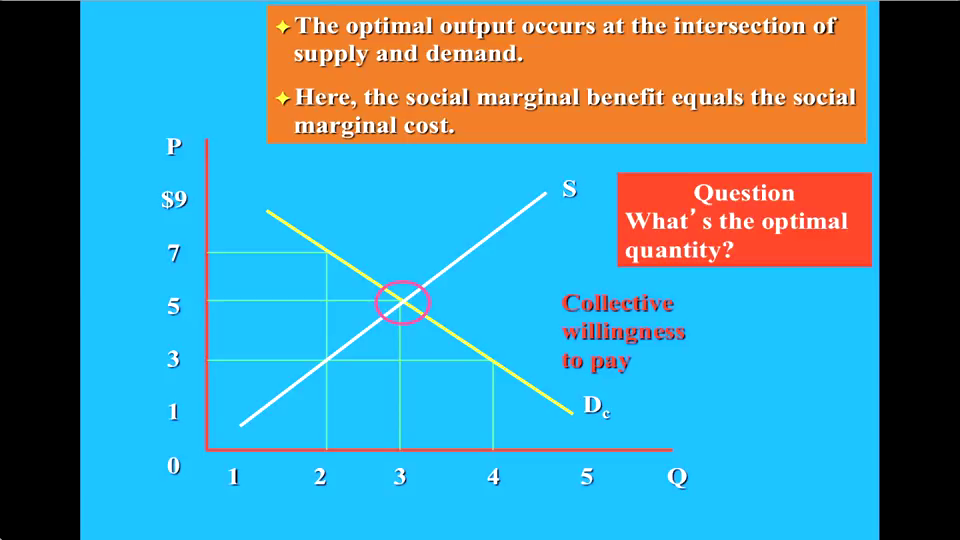 The optimal output occurs at the intersection of
supply and demand.
Here, the social marginal benefit equals the social
marginal cost.
P
$9
7
5
3
1
0
S
Question
What’s the optimal
quantity?
Collective
willingness
to pay
Dc
1 2 3 4 5 Q